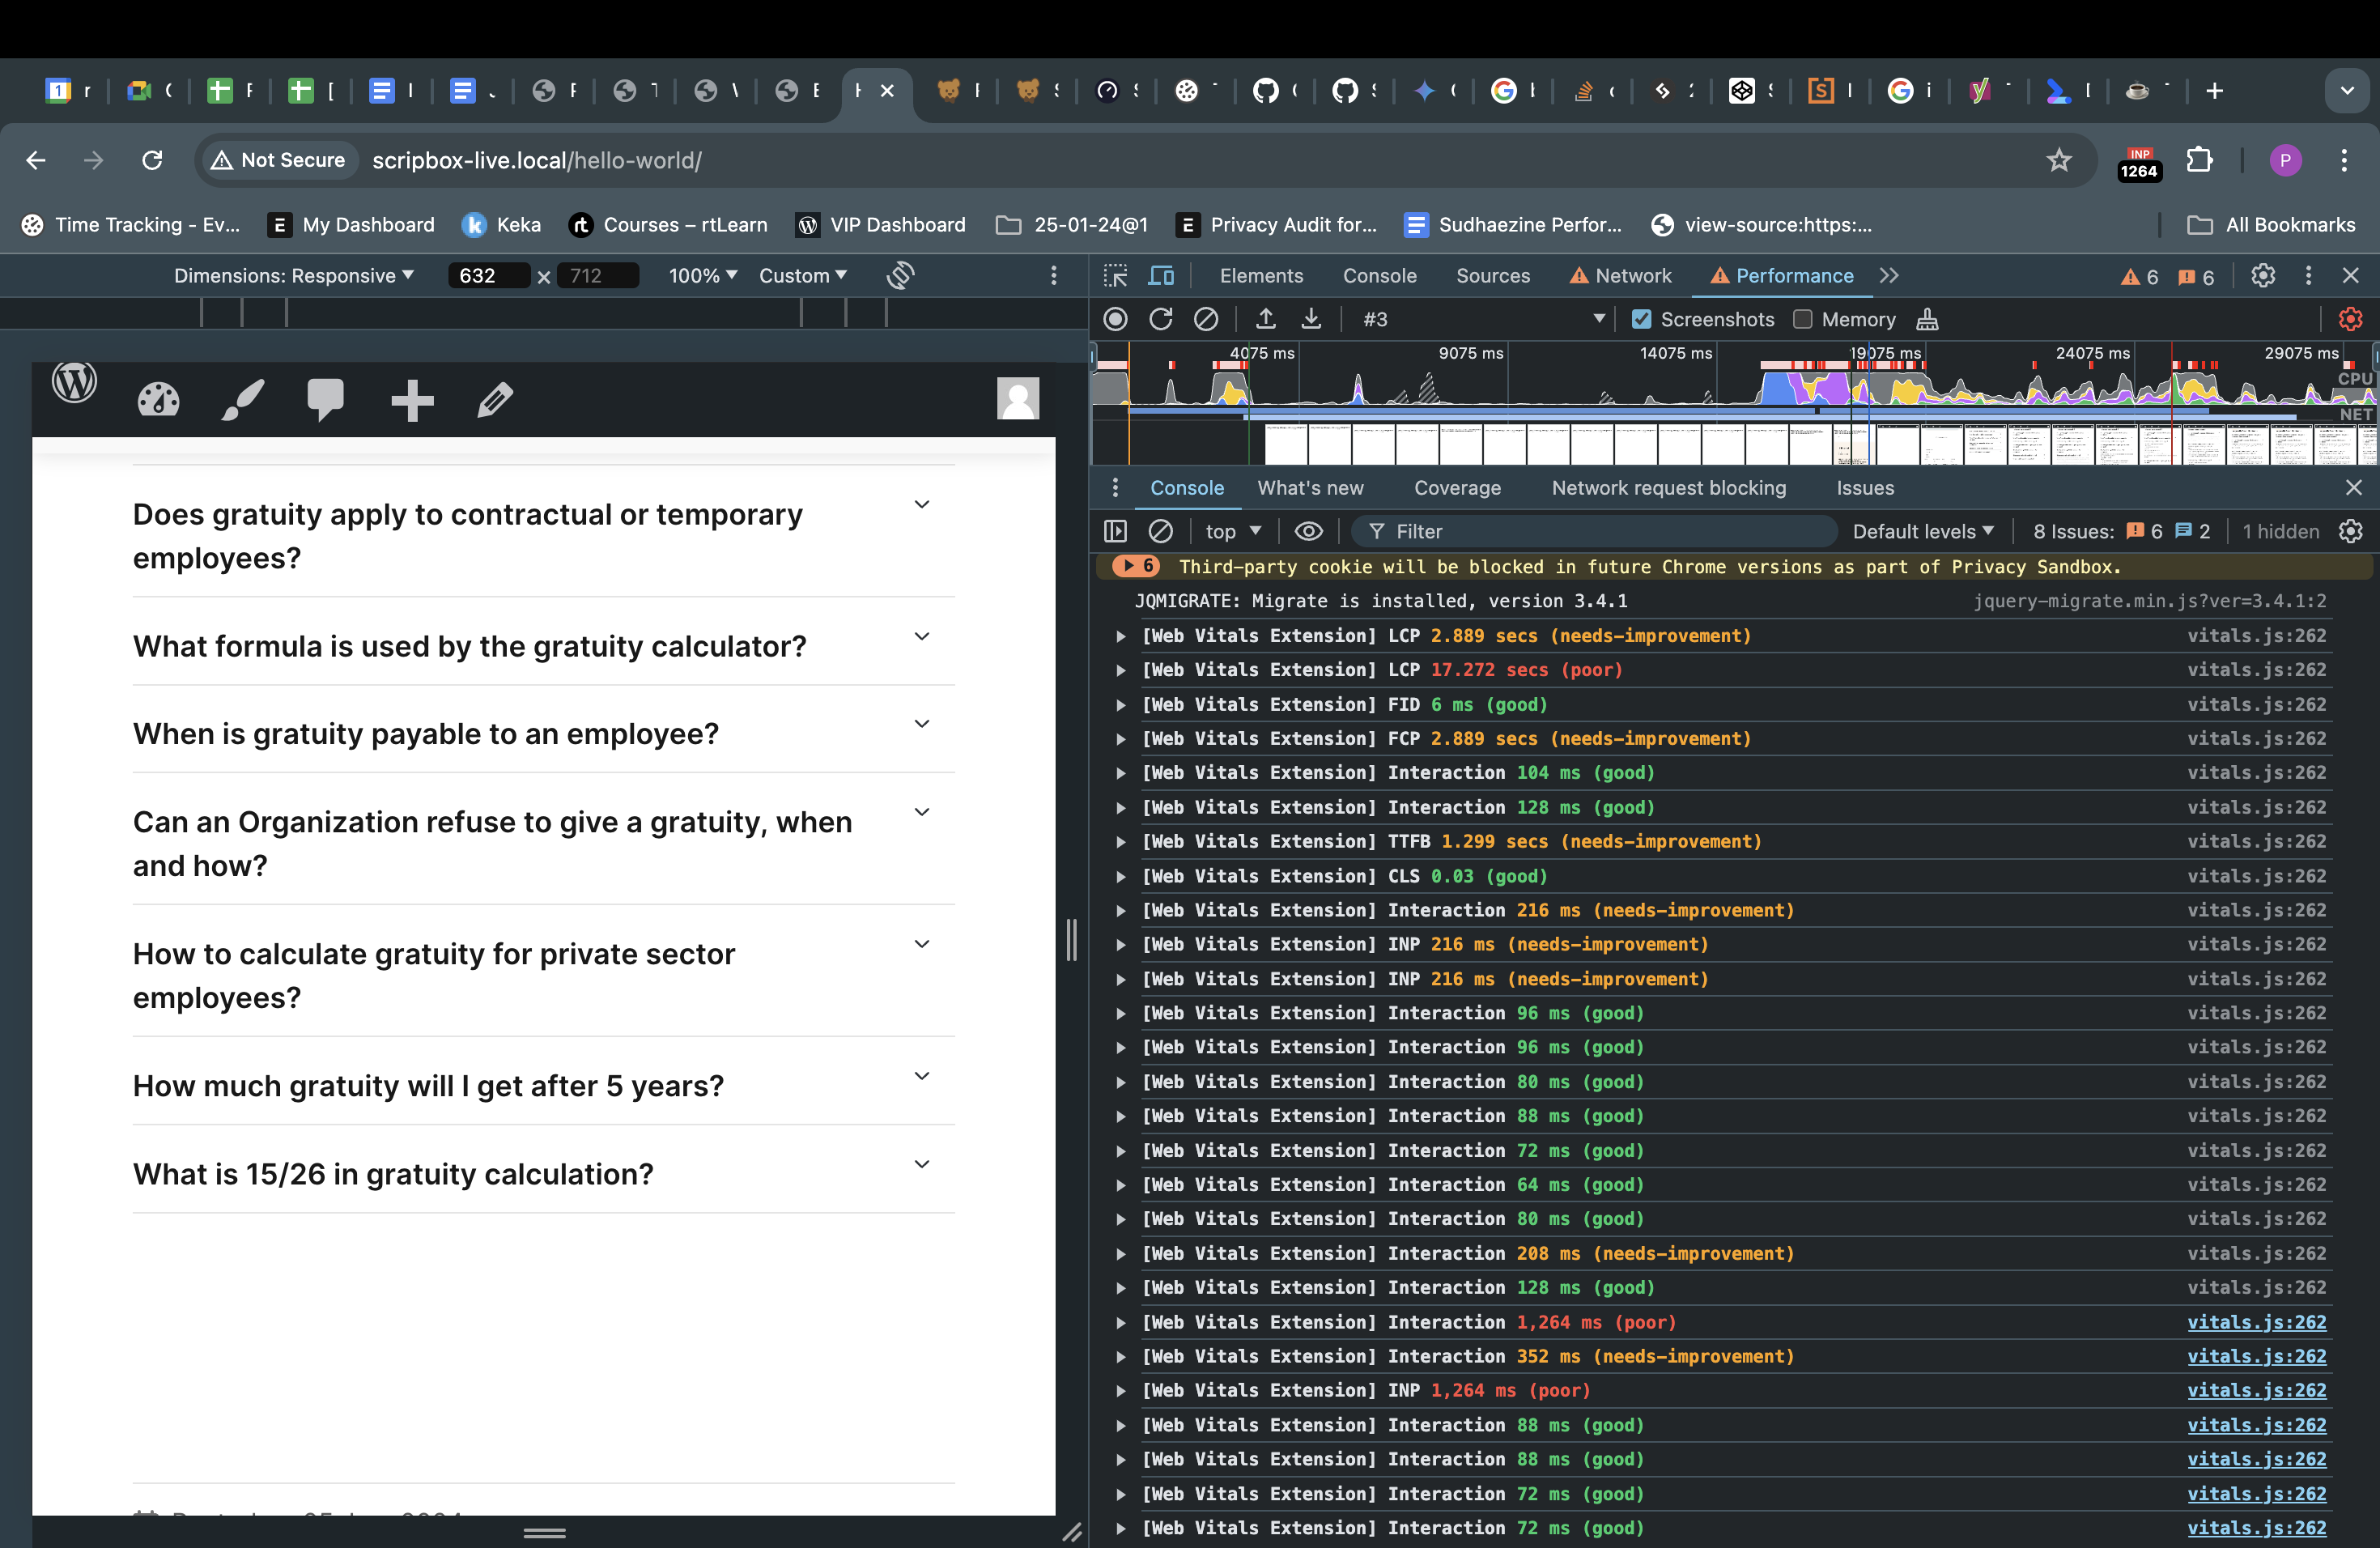 Not Secure scripbox-live.local/hello-world/ INP 1264 P
Time Tracking - Ev... My Dashboard Keka Courses – rtLearn VIP Dashboard 25-01-24@1 Privacy Audit for... Sudhaezine Perfor... view-source:https:... All Bookmarks
Dimensions: Responsive 632 × 712 100% Custom
Elements Console Sources Network Performance 6 6
#3 Screenshots Memory
4075 ms 9075 ms 14075 ms 19075 ms 24075 ms 29075 ms
CPU
NET
Does gratuity apply to contractual or temporary
employees?
What formula is used by the gratuity calculator?
When is gratuity payable to an employee?
Can an Organization refuse to give a gratuity, when
and how?
How to calculate gratuity for private sector
employees?
How much gratuity will I get after 5 years?
What is 15/26 in gratuity calculation?
Console What's new Coverage Network request blocking Issues
top Filter Default levels 8 Issues: 6 2 1 hidden
6 Third-party cookie will be blocked in future Chrome versions as part of Privacy Sandbox.
JQMIGRATE: Migrate is installed, version 3.4.1 jquery-migrate.min.js?ver=3.4.1:2
[Web Vitals Extension] LCP 2.889 secs (needs-improvement) vitals.js:262
[Web Vitals Extension] LCP 17.272 secs (poor) vitals.js:262
[Web Vitals Extension] FID 6 ms (good) vitals.js:262
[Web Vitals Extension] FCP 2.889 secs (needs-improvement) vitals.js:262
[Web Vitals Extension] Interaction 104 ms (good) vitals.js:262
[Web Vitals Extension] Interaction 128 ms (good) vitals.js:262
[Web Vitals Extension] TTFB 1.299 secs (needs-improvement) vitals.js:262
[Web Vitals Extension] CLS 0.03 (good) vitals.js:262
[Web Vitals Extension] Interaction 216 ms (needs-improvement) vitals.js:262
[Web Vitals Extension] INP 216 ms (needs-improvement) vitals.js:262
[Web Vitals Extension] INP 216 ms (needs-improvement) vitals.js:262
[Web Vitals Extension] Interaction 96 ms (good) vitals.js:262
[Web Vitals Extension] Interaction 96 ms (good) vitals.js:262
[Web Vitals Extension] Interaction 80 ms (good) vitals.js:262
[Web Vitals Extension] Interaction 88 ms (good) vitals.js:262
[Web Vitals Extension] Interaction 72 ms (good) vitals.js:262
[Web Vitals Extension] Interaction 64 ms (good) vitals.js:262
[Web Vitals Extension] Interaction 80 ms (good) vitals.js:262
[Web Vitals Extension] Interaction 208 ms (needs-improvement) vitals.js:262
[Web Vitals Extension] Interaction 128 ms (good) vitals.js:262
[Web Vitals Extension] Interaction 1,264 ms (poor) vitals.js:262
[Web Vitals Extension] Interaction 352 ms (needs-improvement) vitals.js:262
[Web Vitals Extension] INP 1,264 ms (poor) vitals.js:262
[Web Vitals Extension] Interaction 88 ms (good) vitals.js:262
[Web Vitals Extension] Interaction 88 ms (good) vitals.js:262
[Web Vitals Extension] Interaction 72 ms (good) vitals.js:262
[Web Vitals Extension] Interaction 72 ms (good) vitals.js:262